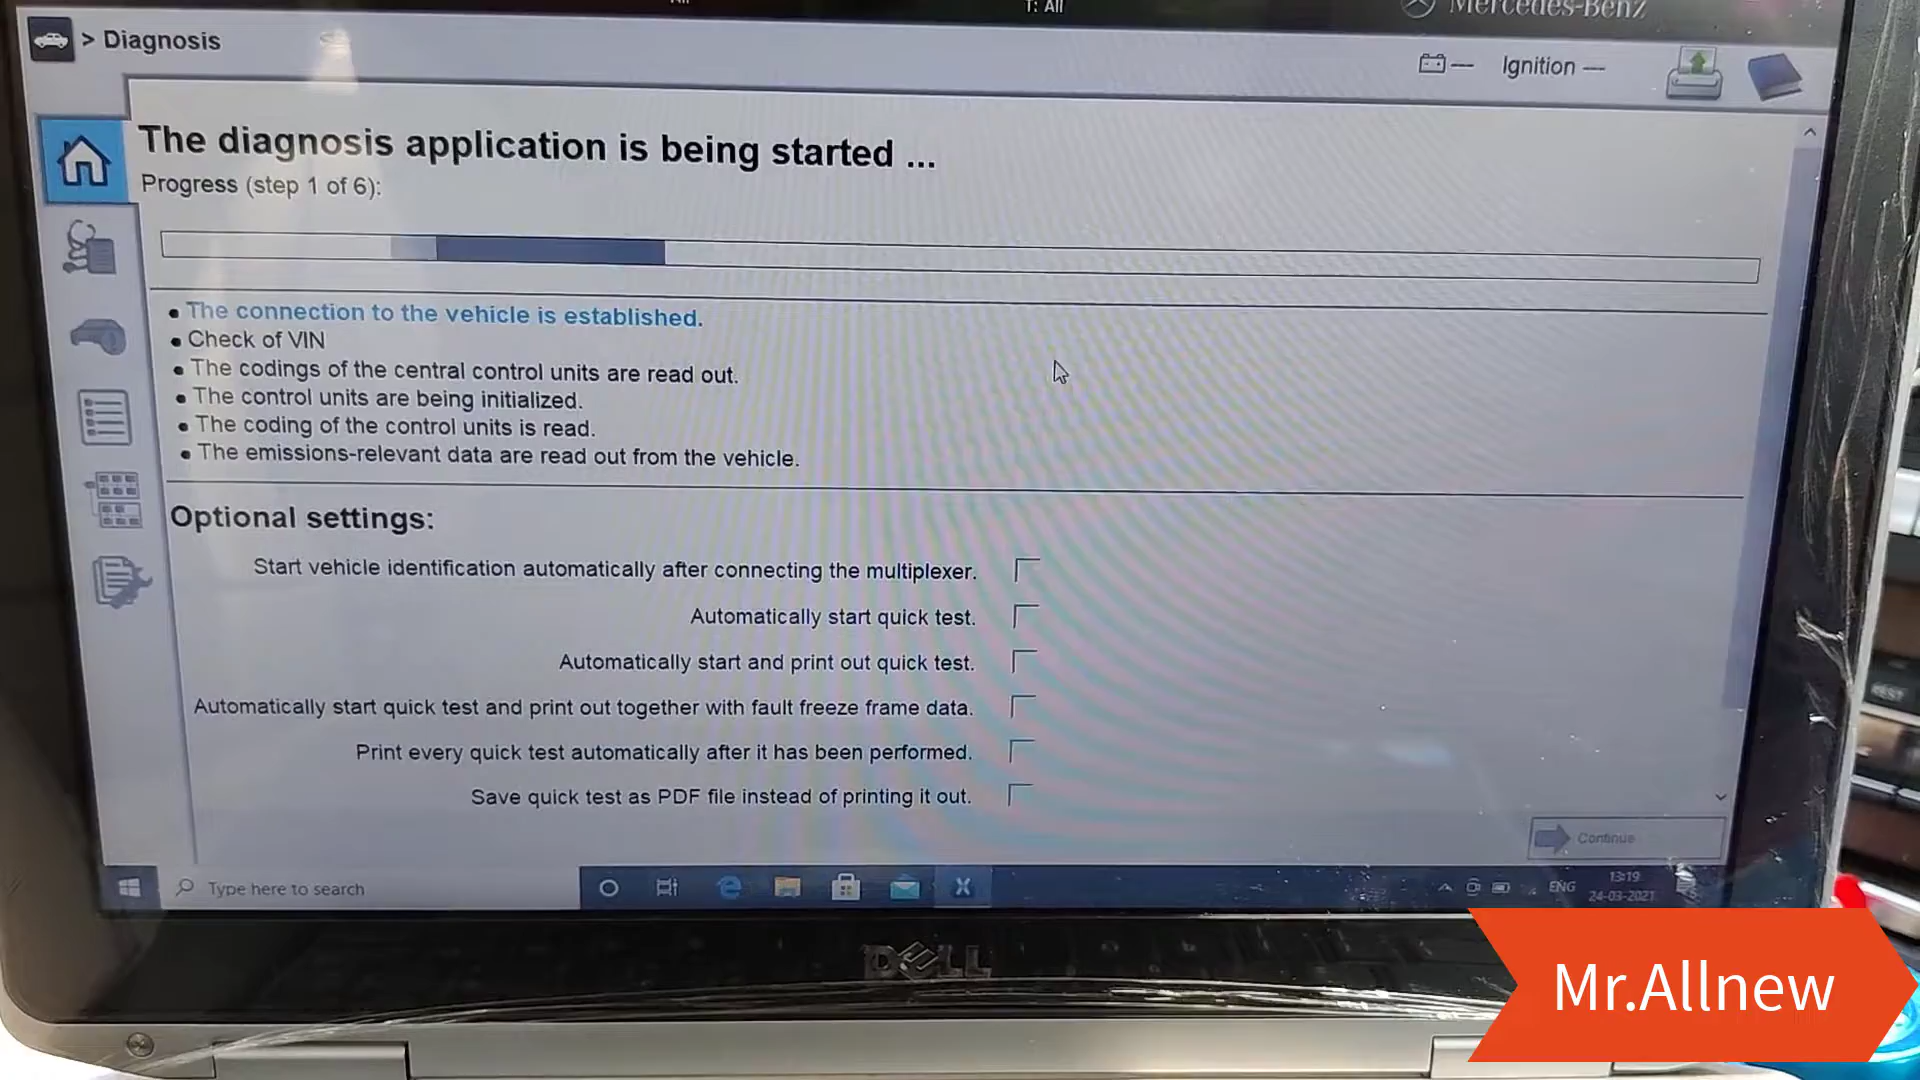 T: All
Mercedes-Benz
> Diagnosis
Ignition —
The diagnosis application is being started ...
Progress (step 1 of 6):
• The connection to the vehicle is established.
• Check of VIN
• The codings of the central control units are read out.
• The control units are being initialized.
• The coding of the control units is read.
• The emissions-relevant data are read out from the vehicle.
Optional settings:
Start vehicle identification automatically after connecting the multiplexer.
Automatically start quick test.
Automatically start and print out quick test.
Automatically start quick test and print out together with fault freeze frame data.
Print every quick test automatically after it has been performed.
Save quick test as PDF file instead of printing it out.
Continue
Type here to search
ENG
13:19
24-03-2021
DELL
Mr.Allnew